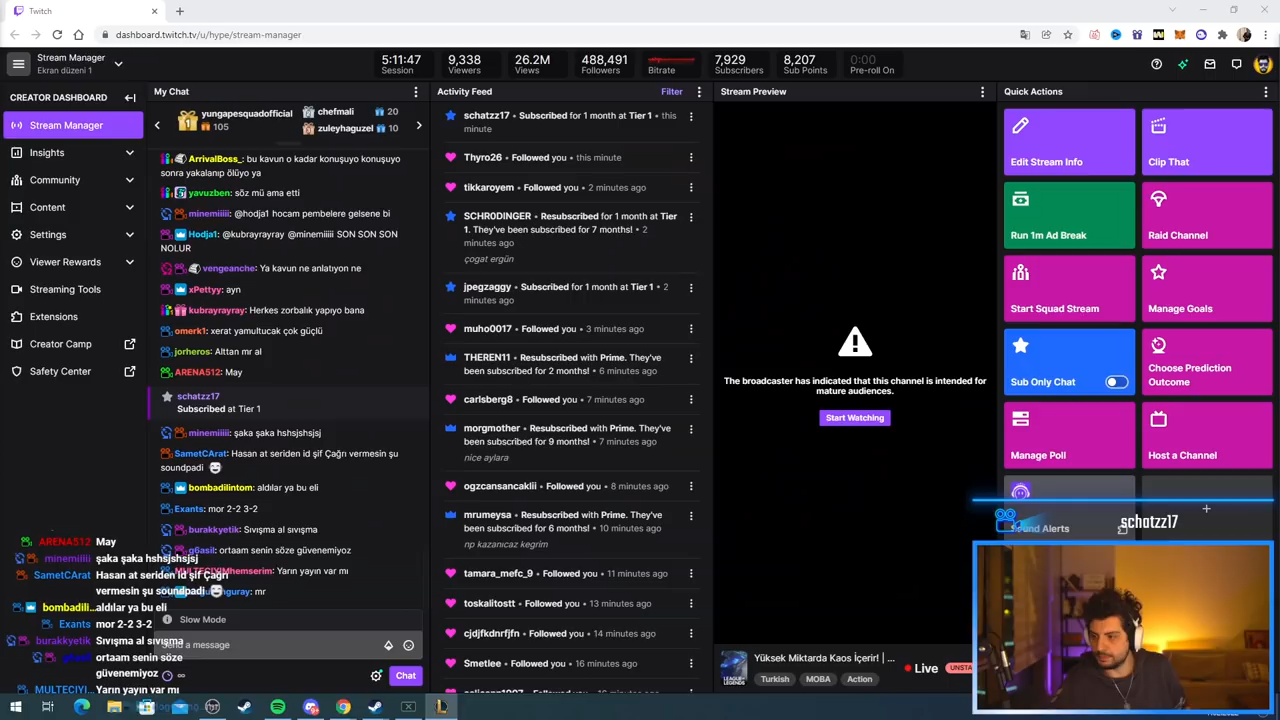 Twitch
dashboard.twitch.tv/u/hype/stream-manager
Stream Manager
Ekran düzeni 1
5:11:47
Session
9,338
Viewers
26.2M
Views
488,491
Followers
Bitrate
7,929
Subscribers
8,207
Sub Points
0:00
Pre-roll On
CREATOR DASHBOARD
Stream Manager
Insights
Community
Content
Settings
Viewer Rewards
Streaming Tools
Extensions
Creator Camp
Safety Center
My Chat
yungapesquadofficial
105
chefmali 20
zuleyhaguzel 10
ArrivalBoss_: bu kavun o kadar konuşuyo konuşuyo
sonra yakalanıp ölüyo ya
yavuzben: söz mü ama etti
minemiiiii: @hodja1 hocam pembelere gelsene bi
Hodja1: @kubrayrayray @minemiiiii SON SON SON
NOLUR
vengeanche: Ya kavun ne anlatıyon ne
xPettyy: ayn
kubrayrayray: Herkes zorbalık yapıyo bana
omerk1: xerat yamultucak çok güçlü
jorheros: Alttan mr al
ARENA512: May
schatzz17
Subscribed at Tier 1
minemiiiii: şaka şaka hshsjshsj
SametCArat: Hasan at seriden id şif Çağrı vermesin şu
soundpadi
bombadilintom: aldılar ya bu eli
Exants: mor 2-2 3-2
burakkyetik: Sıvışma al sıvışma
g6asil: ortaam senin söze güvenemiyoz
MULTECIYIMhemserim: Yarın yayın var mı
guray: mr
Slow Mode
Send a message
Chat
Activity Feed
Filter
schatzz17 • Subscribed for 1 month at Tier 1 • this
minute
Thyro26 • Followed you • this minute
tikkaroyem • Followed you • 2 minutes ago
SCHR0DINGER • Resubscribed for 1 month at Tier
1. They've been subscribed for 7 months! • 2
minutes ago
çogat ergün
jpegzaggy • Subscribed for 1 month at Tier 1 • 2
minutes ago
muho0017 • Followed you • 3 minutes ago
THEREN11 • Resubscribed with Prime. They've
been subscribed for 2 months! • 6 minutes ago
carlsberg8 • Followed you • 7 minutes ago
morgmother • Resubscribed with Prime. They've
been subscribed for 9 months! • 7 minutes ago
nice aylara
ogzcansancaklii • Followed you • 8 minutes ago
mrumeysa • Resubscribed with Prime. They've
been subscribed for 6 months! • 10 minutes ago
np kazanıcaz kegrim
tamara_mefc_9 • Followed you • 11 minutes ago
toskalitostt • Followed you • 13 minutes ago
cjdjfkdnrfjfn • Followed you • 14 minutes ago
Smetlee • Followed you • 16 minutes ago
Stream Preview
The broadcaster has indicated that this channel is intended for
mature audiences.
Start Watching
Yüksek Miktarda Kaos İçerir! | ...
Live
UNSTA
Turkish
MOBA
Action
Quick Actions
Edit Stream Info
Clip That
Run 1m Ad Break
Raid Channel
Start Squad Stream
Manage Goals
Sub Only Chat
Choose Prediction
Outcome
Manage Poll
Host a Channel
Sound Alerts
schatzz17
ARENA512 May
minemiiiii şaka şaka hshsjshsj
SametCArat Hasan at seriden id şif Çağrı
vermesin şu soundpadi
bombadili... aldılar ya bu eli
Exants mor 2-2 3-2
burakkyetik Sıvışma al sıvışma
g6asil ortaam senin söze
güvenemiyoz
MULTECIYI... Yarın yayın var mı